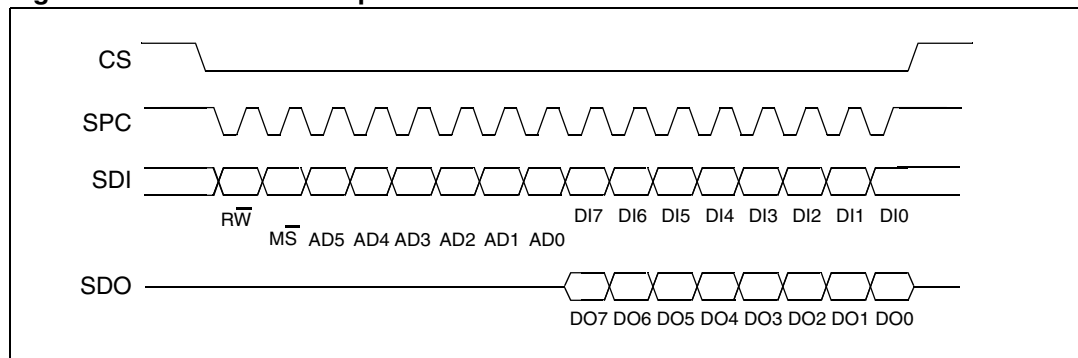 CS
SPC
SDI
RW̅
DI7 DI6 DI5 DI4 DI3 DI2 DI1 DI0
MS̅ AD5 AD4 AD3 AD2 AD1 AD0
SDO
DO7 DO6 DO5 DO4 DO3 DO2 DO1 DO0